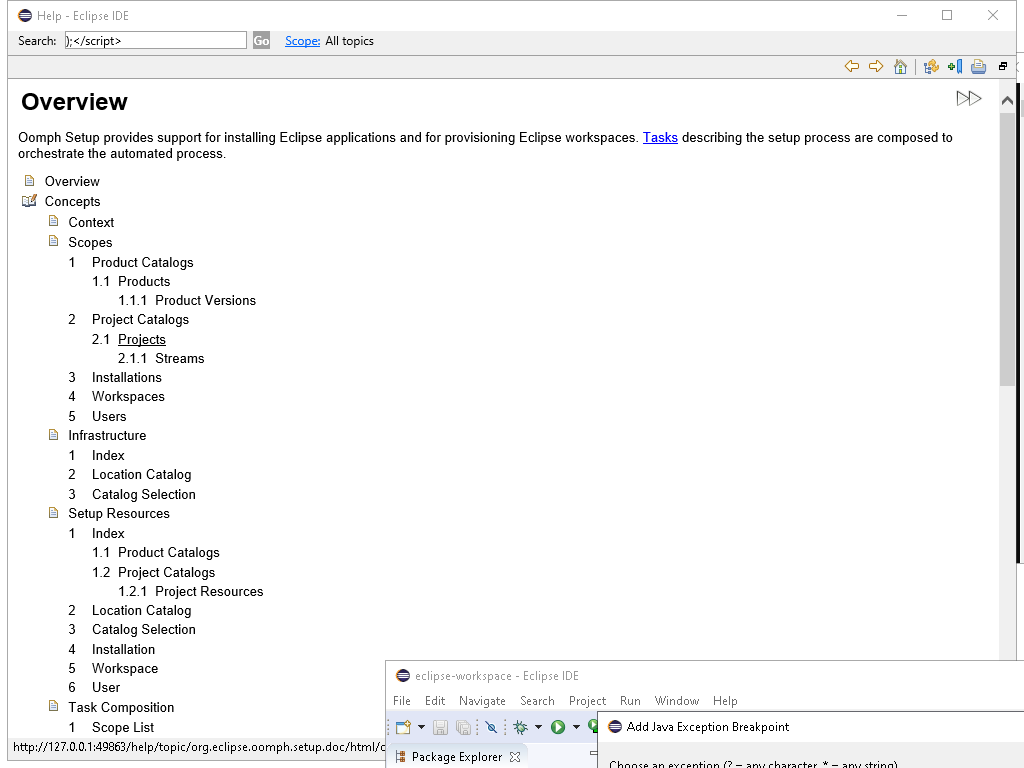 Help - Eclipse IDE
Search: );</script> Go Scope: All topics
Overview
Oomph Setup provides support for installing Eclipse applications and for provisioning Eclipse workspaces. Tasks describing the setup process are composed to
orchestrate the automated process.
Overview
Concepts
Context
Scopes
1 Product Catalogs
1.1 Products
1.1.1 Product Versions
2 Project Catalogs
2.1 Projects
2.1.1 Streams
3 Installations
4 Workspaces
5 Users
Infrastructure
1 Index
2 Location Catalog
3 Catalog Selection
Setup Resources
1 Index
1.1 Product Catalogs
1.2 Project Catalogs
1.2.1 Project Resources
2 Location Catalog
3 Catalog Selection
4 Installation
5 Workspace
6 User
Task Composition
1 Scope List
http://127.0.0.1:49863/help/topic/org.eclipse.oomph.setup.doc/html/c
eclipse-workspace - Eclipse IDE
File Edit Navigate Search Project Run Window Help
Add Java Exception Breakpoint
Package Explorer
Choose an exception (? = any character, * = any string)